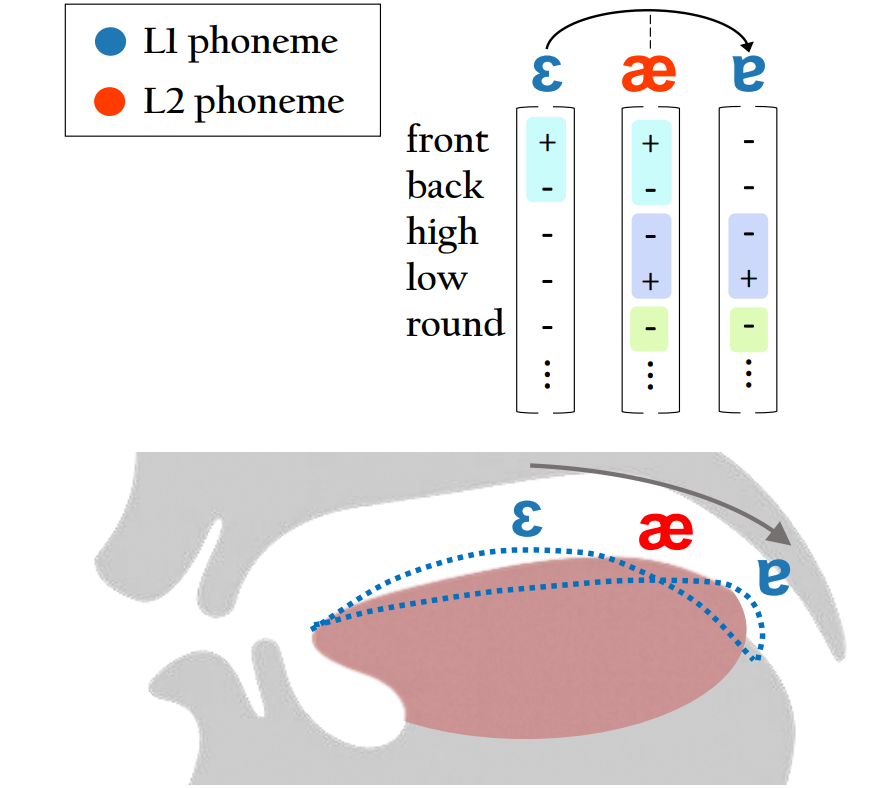 L1 phoneme
L2 phoneme
ɛ æ ɐ
front + + -
back - - -
high - - -
low - + +
round - - -
⋮ ⋮ ⋮
ɛ æ ɐ